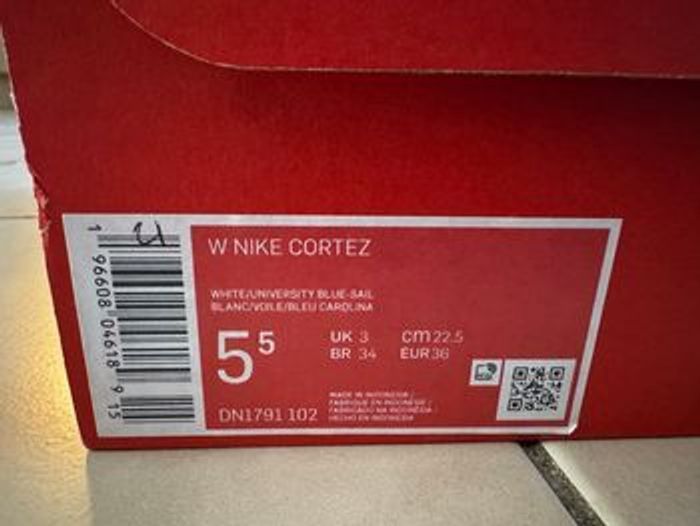 W NIKE CORTEZ
WHITE/UNIVERSITY BLUE-SAIL
BLANC/VOILE/BLEU CAROLINA
5 5
UK 3 cm 22.5
BR 34 EUR 36
DN1791 102
MADE IN INDONESIA /
FABRIQUE EN INDONESIE /
FABRICADO NA INDONÉSIA /
HECHO EN INDONESIA
1 96608 04618 9 15